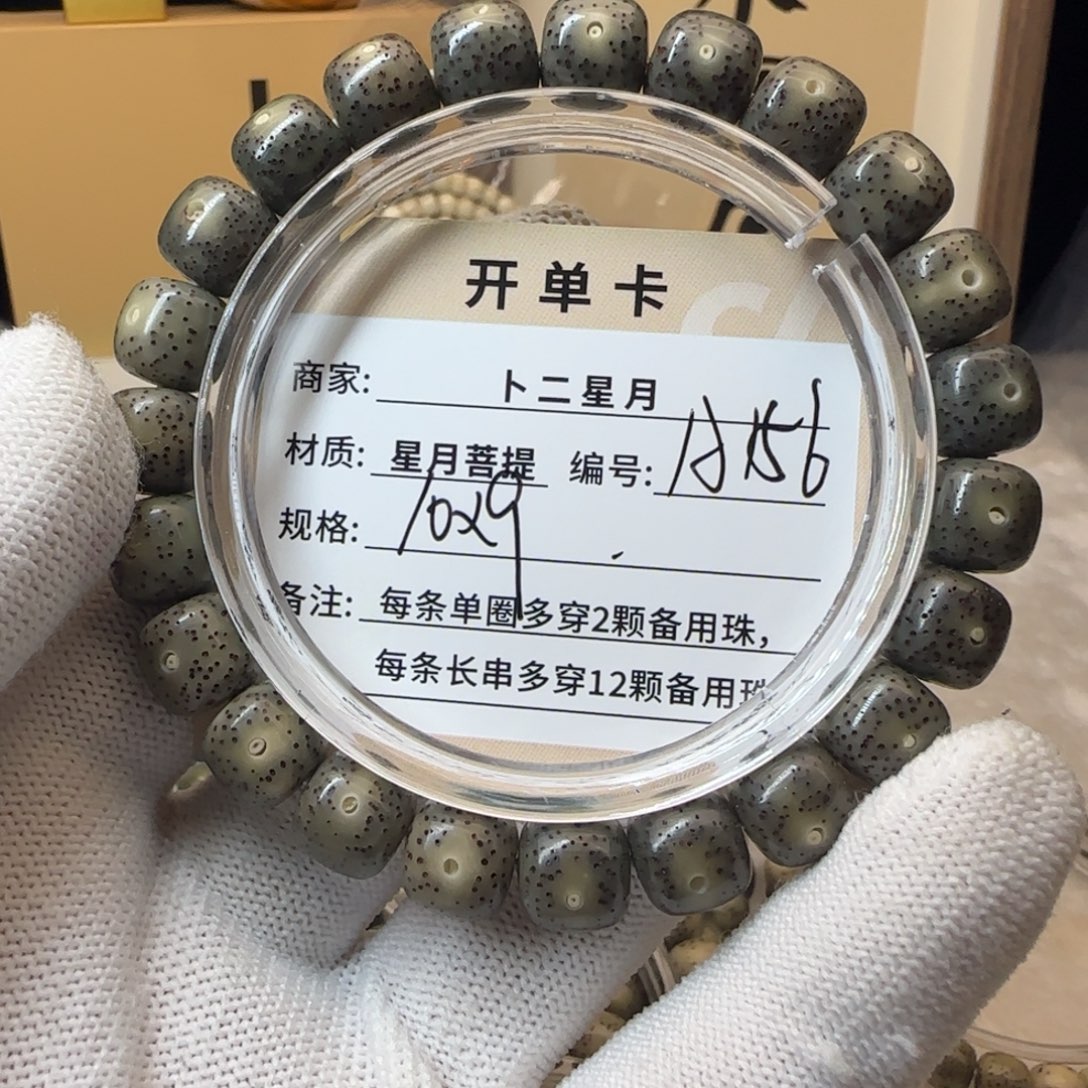 开单卡
商家: 卜二星月
材质: 星月菩提 编号:
规格: 10x9
备注: 每条单圈多穿2颗备用珠,
每条长串多穿12颗备用珠